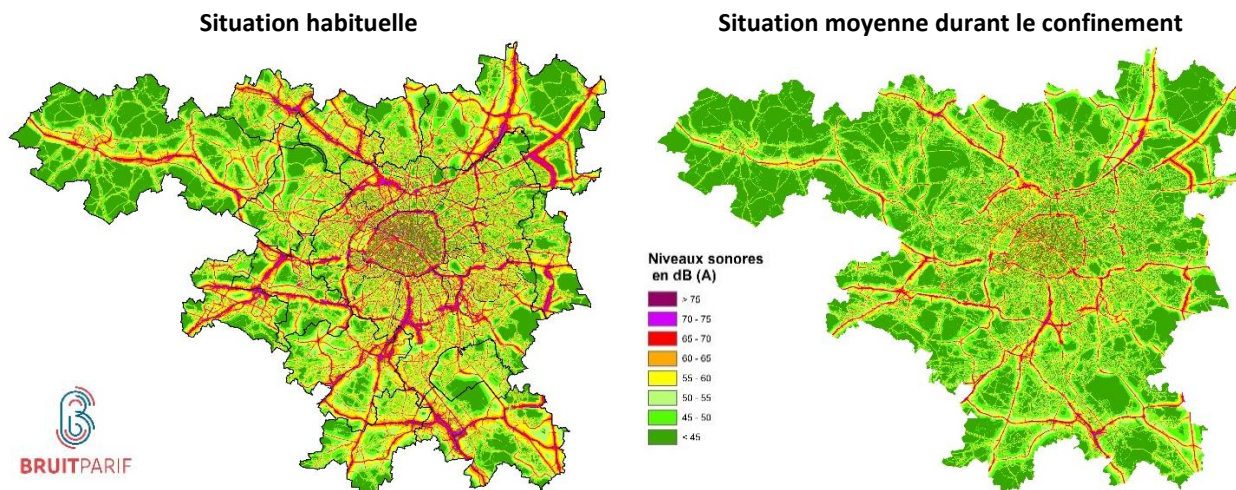 Situation habituelle
Situation moyenne durant le confinement
Niveaux sonores
en dB (A)
> 75
70 - 75
65 - 70
60 - 65
55 - 60
50 - 55
45 - 50
< 45
BRUITPARIF